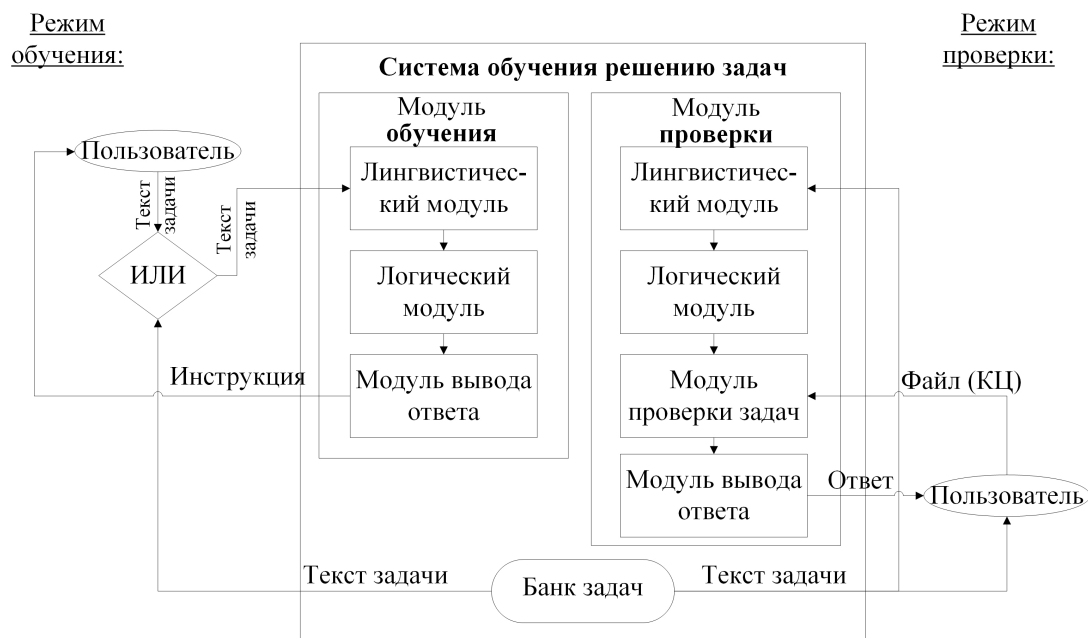 Режим
обучения:
Режим
проверки:
Система обучения решению задач
Модуль
обучения
Модуль
проверки
Пользователь
Текст
задачи
Текст
задачи
ИЛИ
Лингвистичес-
кий модуль
Логический
модуль
Инструкция
Модуль вывода
ответа
Лингвистичес-
кий модуль
Логический
модуль
Модуль
проверки задач
Файл (КЦ)
Модуль вывода
ответа
Ответ
Пользователь
Текст задачи
Банк задач
Текст задачи